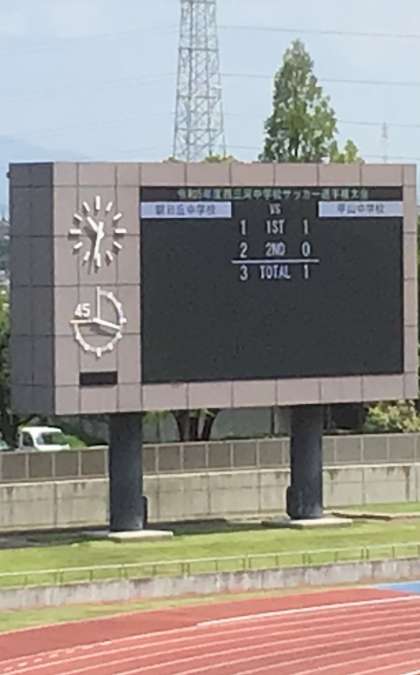 令和5年度西三河中学校サッカー選手権大会
朝日丘中学校 VS 平山中学校
1 1ST 1
2 2ND 0
3 TOTAL 1
45